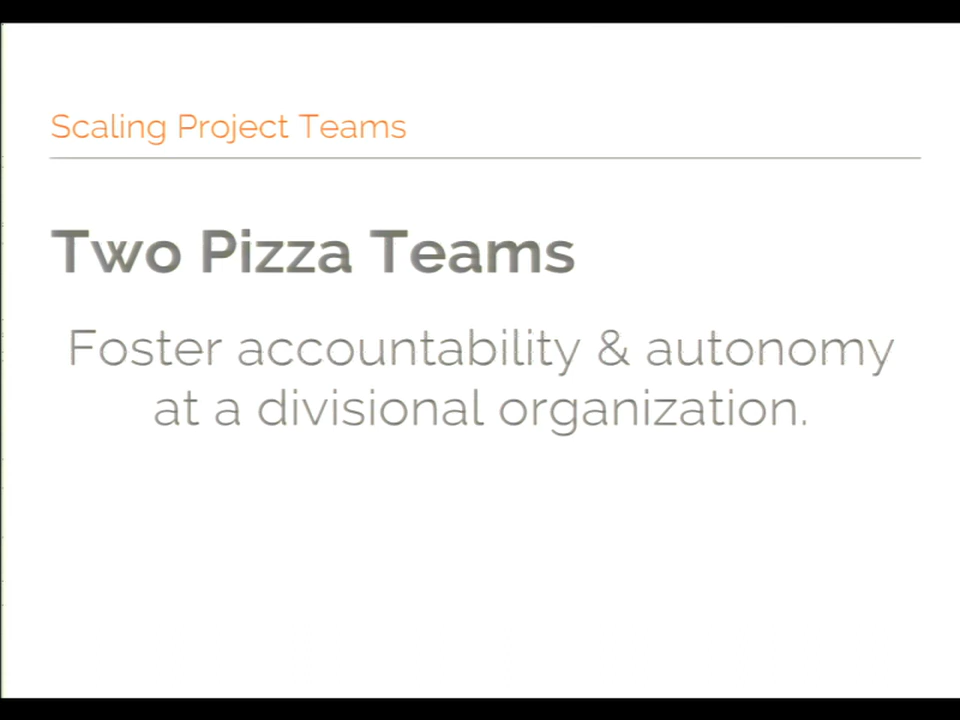 Scaling Project Teams
Two Pizza Teams
Foster accountability & autonomy
at a divisional organization.